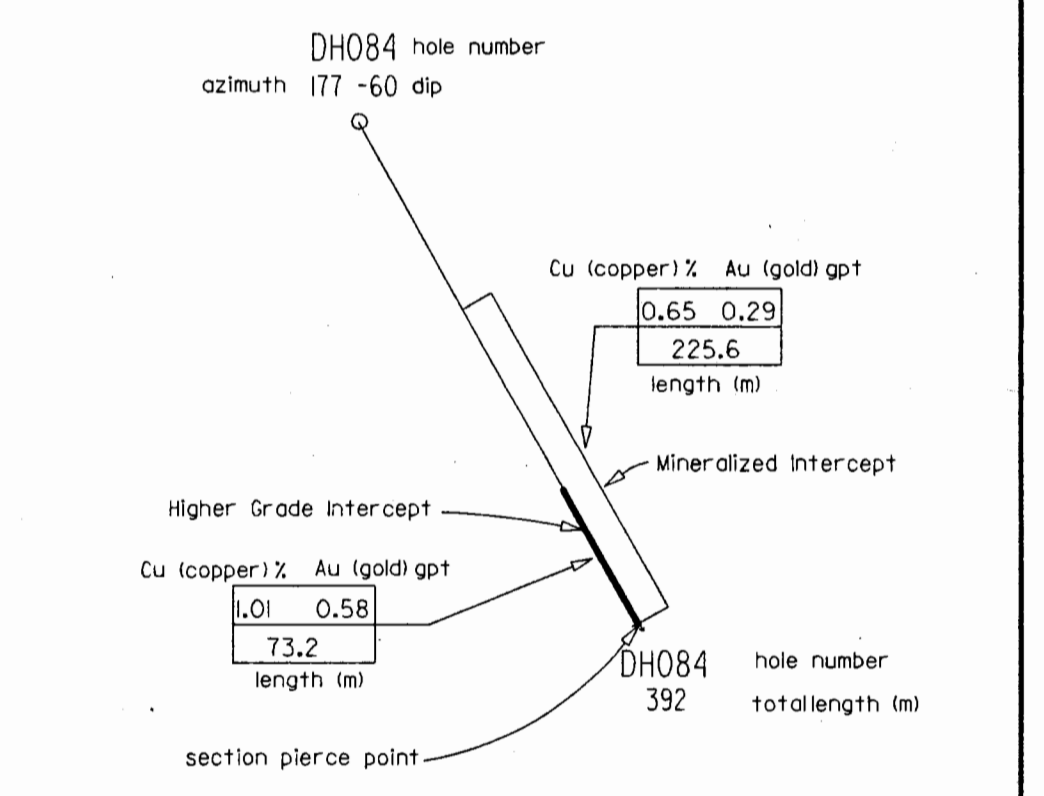 DH084 hole number
azimuth 177 -60 dip
Cu (copper) % Au (gold) gpt
0.65 0.29
225.6
length (m)
Mineralized Intercept
Higher Grade Intercept
Cu (copper) % Au (gold) gpt
1.01 0.58
73.2
length (m)
DH084 hole number
392 total length (m)
section pierce point